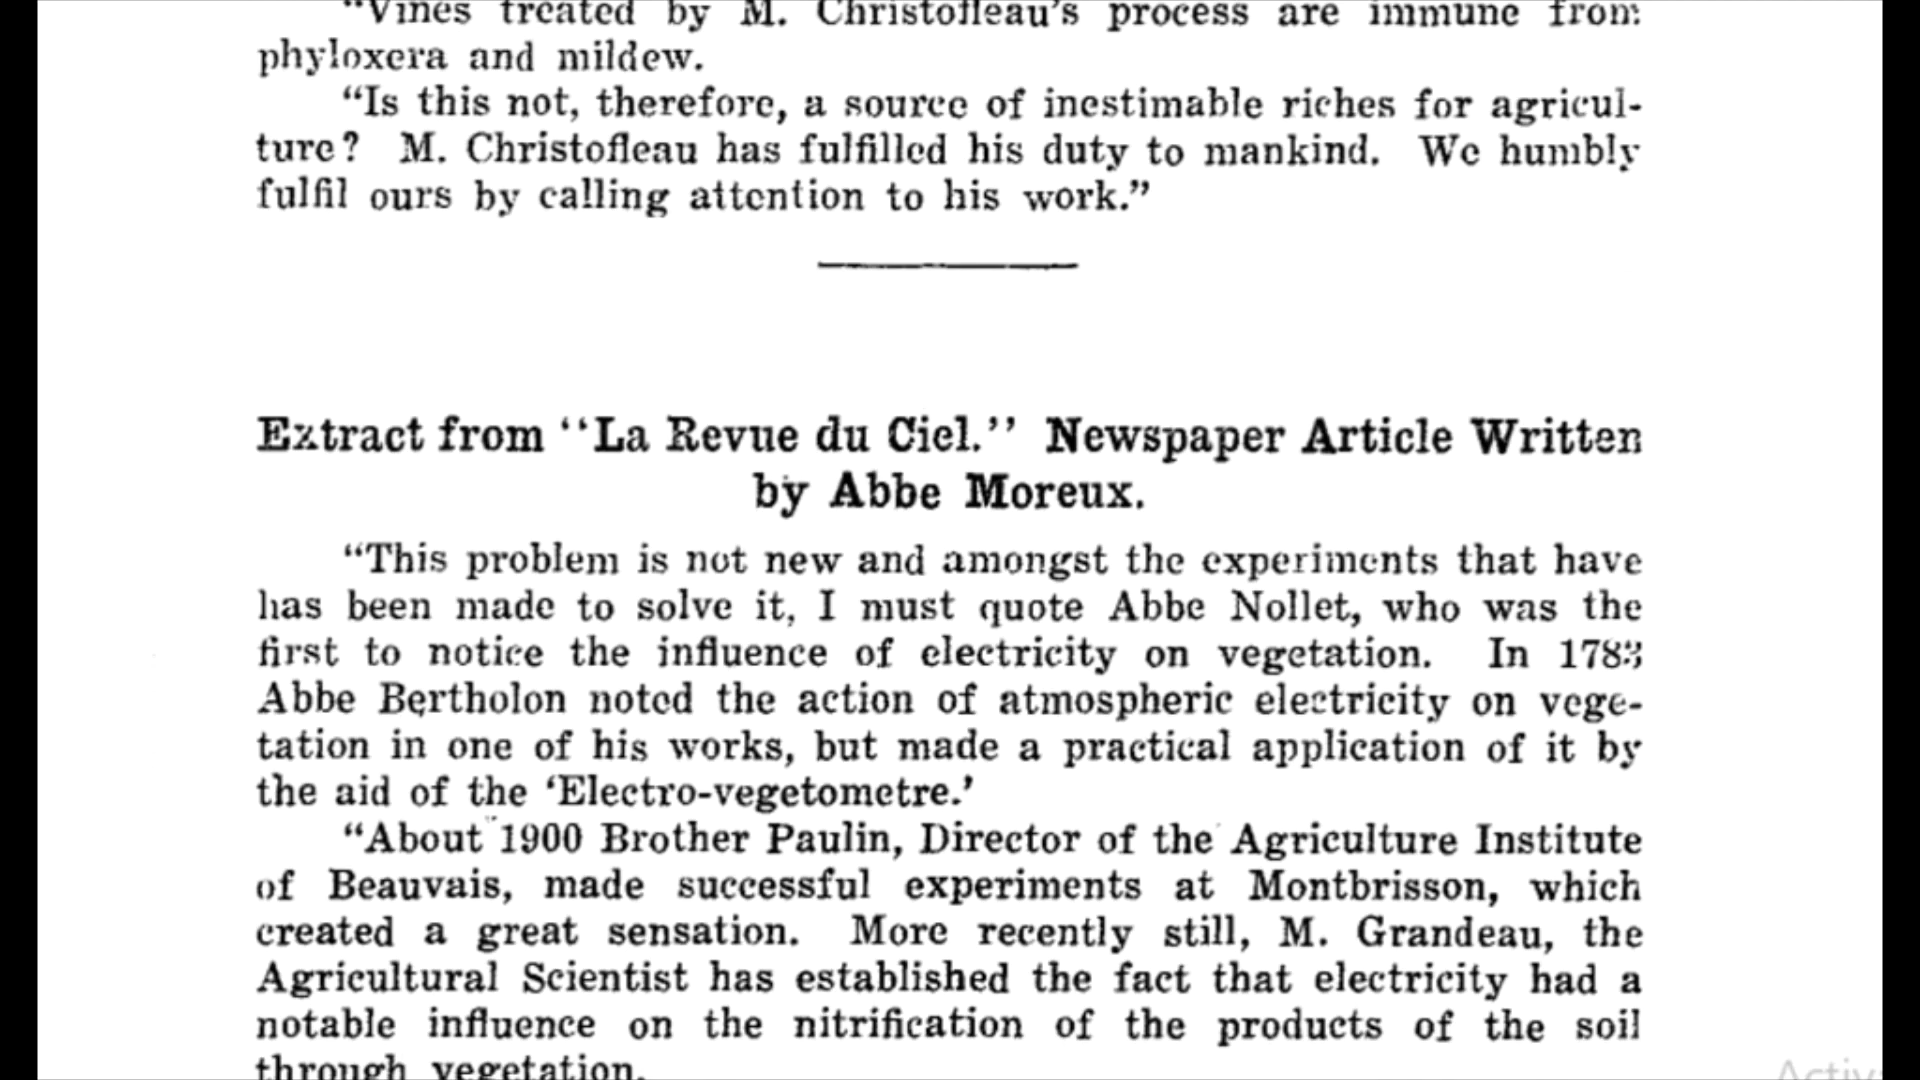 "Vines treated by M. Christofleau's process are immune from
phyloxera and mildew.
"Is this not, therefore, a source of inestimable riches for agricul-
ture? M. Christofleau has fulfilled his duty to mankind. We humbly
fulfil ours by calling attention to his work."
Extract from "La Revue du Ciel." Newspaper Article Written
by Abbe Moreux.
"This problem is not new and amongst the experiments that have
has been made to solve it, I must quote Abbe Nollet, who was the
first to notice the influence of electricity on vegetation. In 1783
Abbe Bertholon noted the action of atmospheric electricity on vege-
tation in one of his works, but made a practical application of it by
the aid of the 'Electro-vegetometre.'
"About 1900 Brother Paulin, Director of the Agriculture Institute
of Beauvais, made successful experiments at Montbrisson, which
created a great sensation. More recently still, M. Grandeau, the
Agricultural Scientist has established the fact that electricity had a
notable influence on the nitrification of the products of the soil
through vegetation.